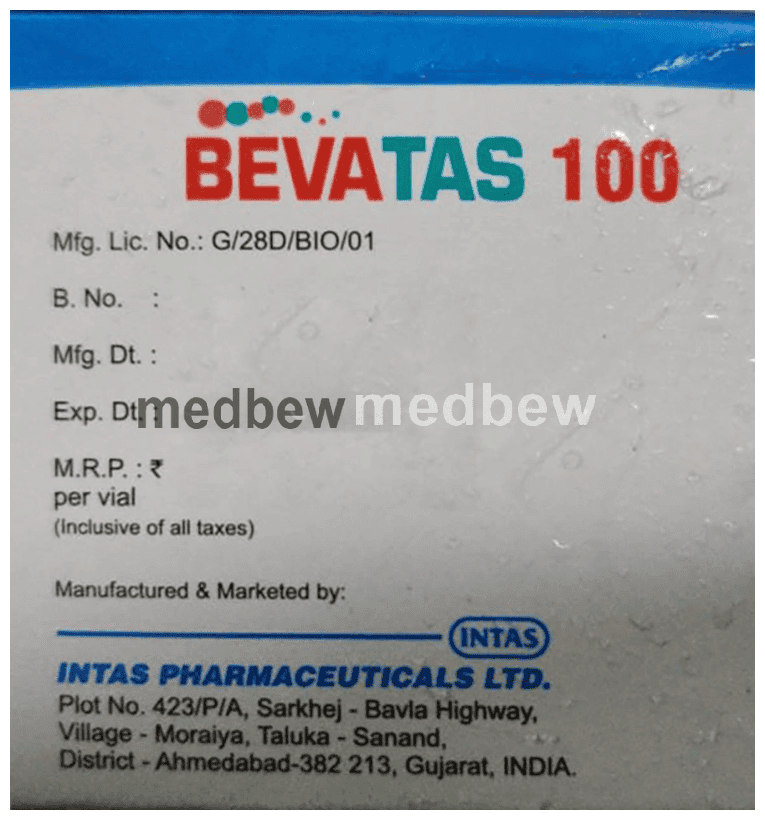 BEVATAS 100
Mfg. Lic. No.: G/28D/BIO/01
B. No. :
Mfg. Dt. :
Exp. Dt. :
medbew medbew
M.R.P. : ₹
per vial
(Inclusive of all taxes)
Manufactured & Marketed by:
INTAS
INTAS PHARMACEUTICALS LTD.
Plot No. 423/P/A, Sarkhej - Bavla Highway,
Village - Moraiya, Taluka - Sanand,
District - Ahmedabad-382 213, Gujarat, INDIA.